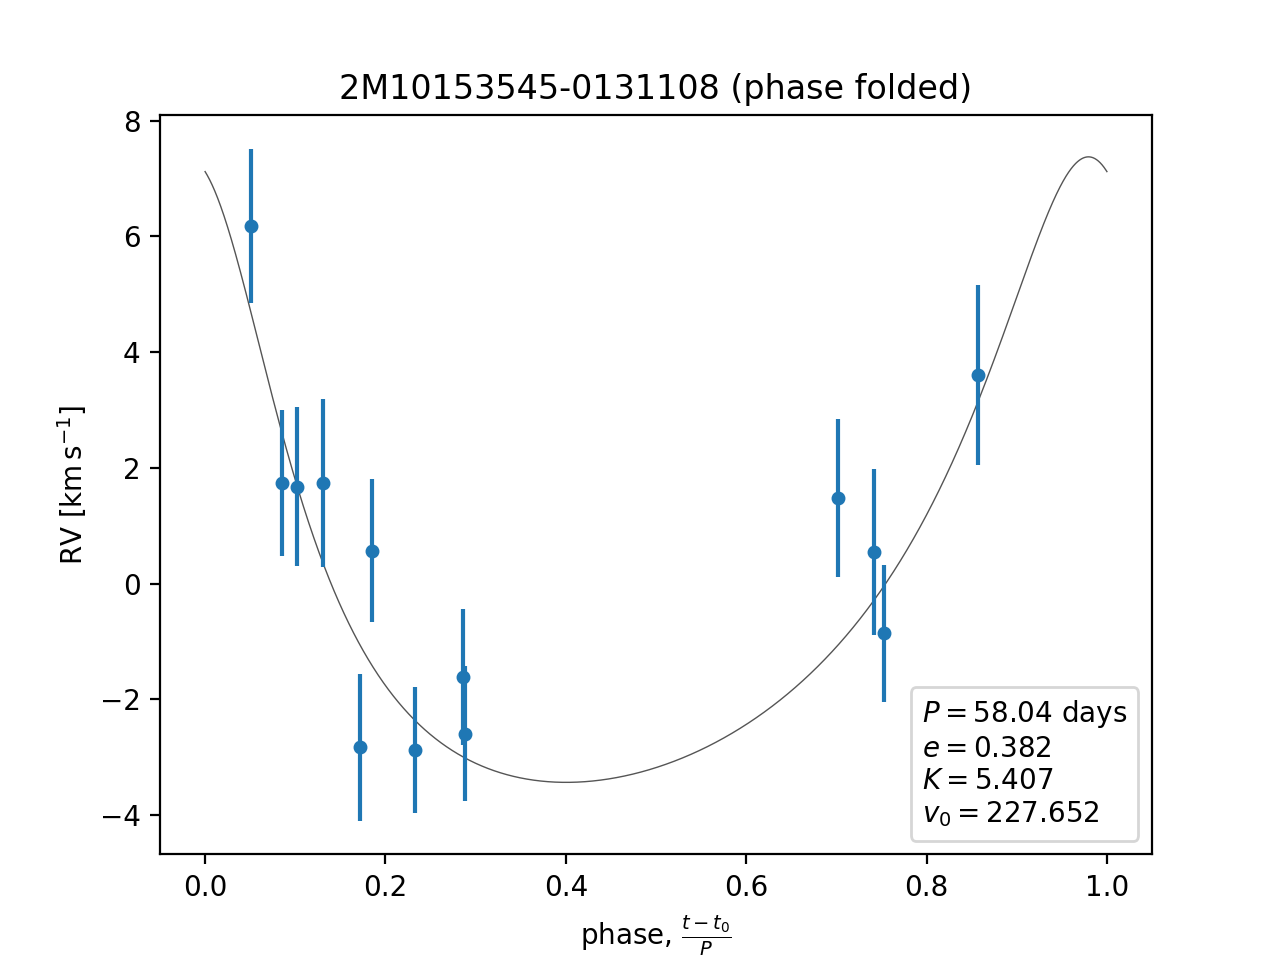 2M10153545-0131108 (phase folded)
8
6
4
2
0
−2
−4
RV [km s⁻¹]
P = 58.04 days
e = 0.382
K = 5.407
v₀ = 227.652
0.0 0.2 0.4 0.6 0.8 1.0
phase, (t − t₀)/P